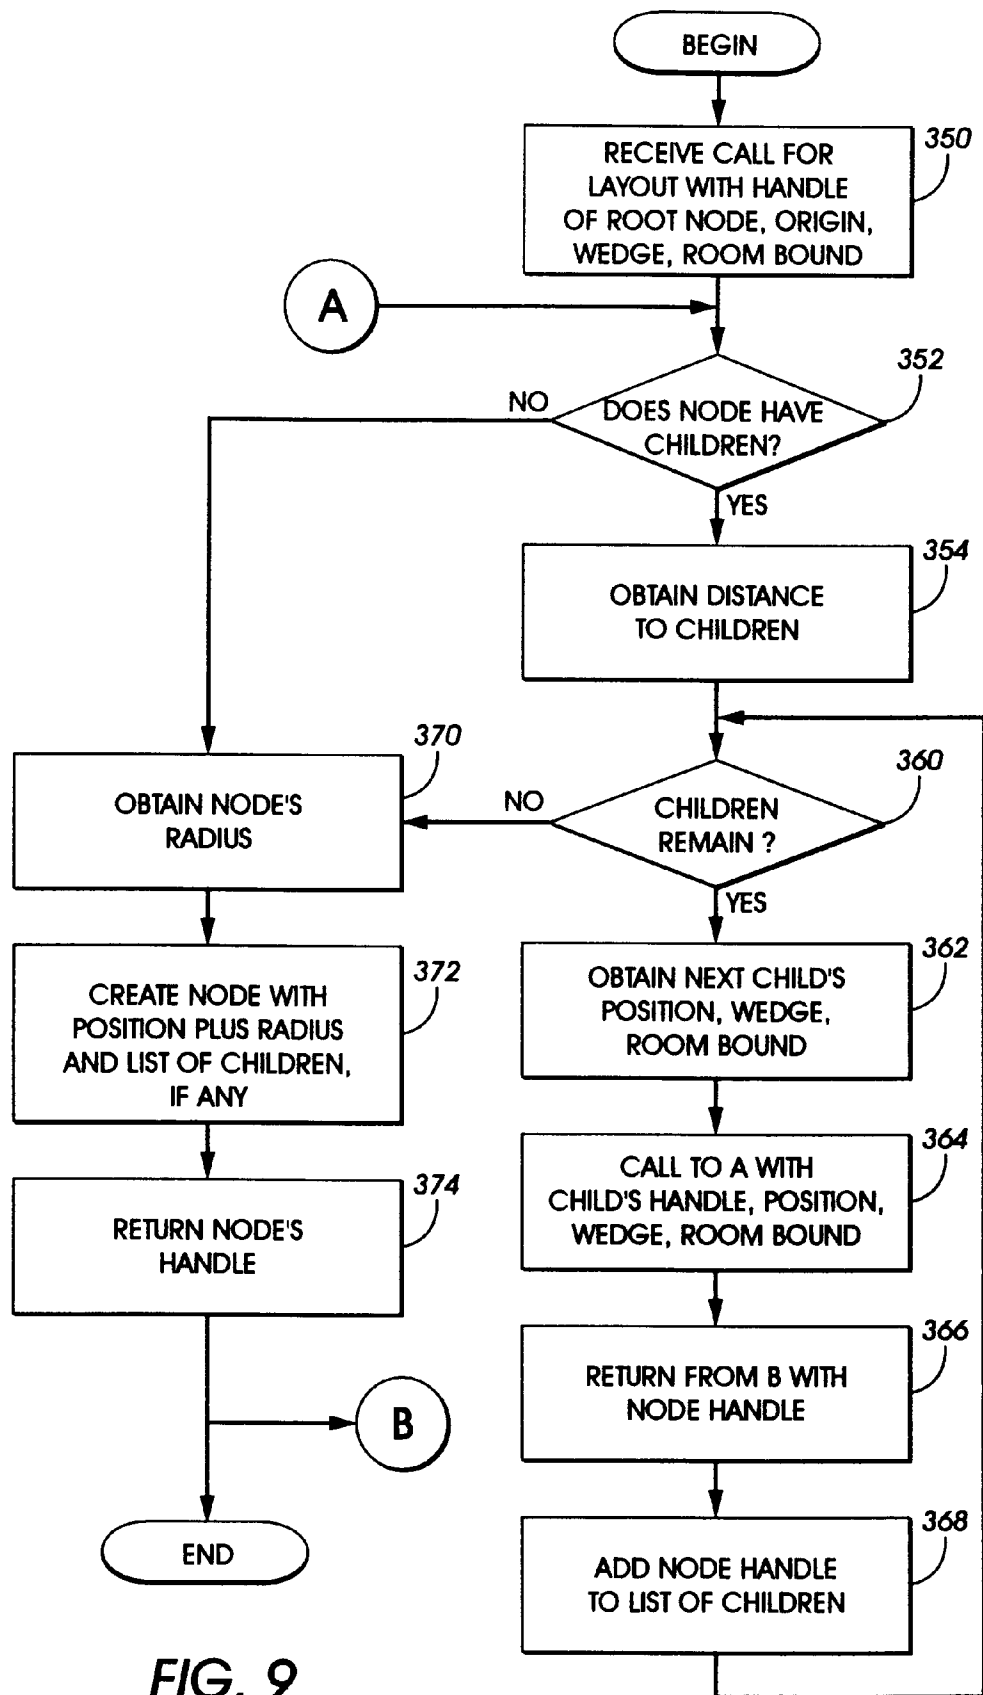 BEGIN
350
RECEIVE CALL FOR
LAYOUT WITH HANDLE
OF ROOT NODE, ORIGIN,
WEDGE, ROOM BOUND
A
352
NO
DOES NODE HAVE
CHILDREN?
YES
354
OBTAIN DISTANCE
TO CHILDREN
370
OBTAIN NODE'S
RADIUS
NO
360
CHILDREN
REMAIN ?
YES
372
CREATE NODE WITH
POSITION PLUS RADIUS
AND LIST OF CHILDREN,
IF ANY
362
OBTAIN NEXT CHILD'S
POSITION, WEDGE,
ROOM BOUND
374
RETURN NODE'S
HANDLE
364
CALL TO A WITH
CHILD'S HANDLE, POSITION,
WEDGE, ROOM BOUND
366
RETURN FROM B WITH
NODE HANDLE
B
368
ADD NODE HANDLE
TO LIST OF CHILDREN
END
FIG. 9